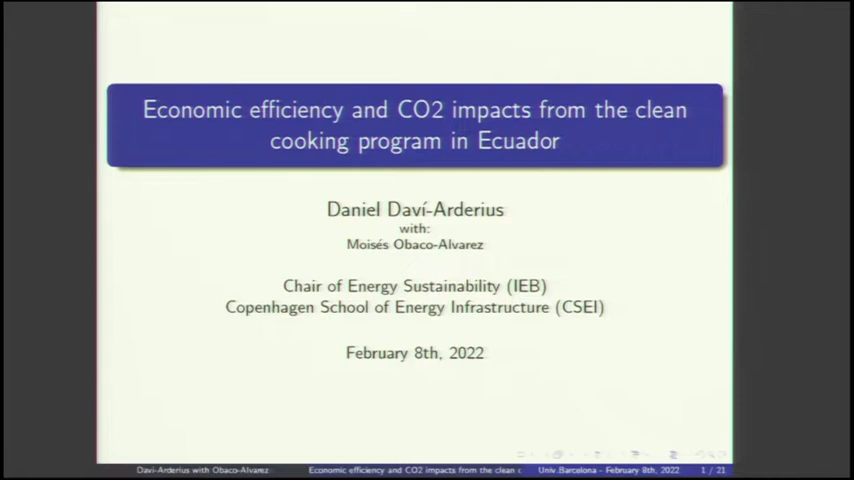 Economic efficiency and CO2 impacts from the clean
cooking program in Ecuador
Daniel Daví-Arderius
with:
Moisés Obaco-Alvarez
Chair of Energy Sustainability (IEB)
Copenhagen School of Energy Infrastructure (CSEI)
February 8th, 2022
Daví-Arderius with Obaco-Alvarez Economic efficiency and CO2 impacts from the clean c Univ.Barcelona - February 8th, 2022 1 / 21